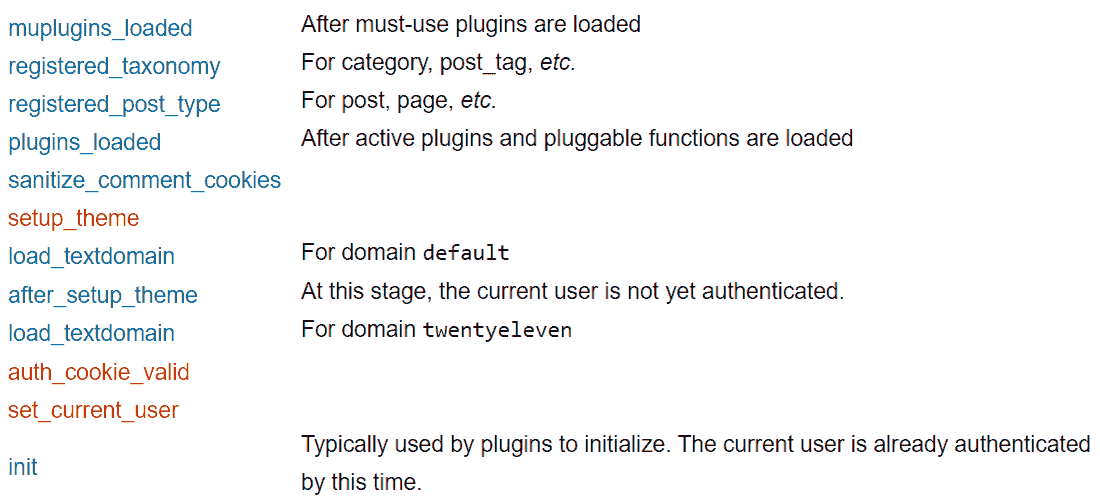 muplugins_loaded After must-use plugins are loaded
registered_taxonomy For category, post_tag, etc.
registered_post_type For post, page, etc.
plugins_loaded After active plugins and pluggable functions are loaded
sanitize_comment_cookies
setup_theme
load_textdomain For domain default
after_setup_theme At this stage, the current user is not yet authenticated.
load_textdomain For domain twentyeleven
auth_cookie_valid
set_current_user
init Typically used by plugins to initialize. The current user is already authenticated
by this time.